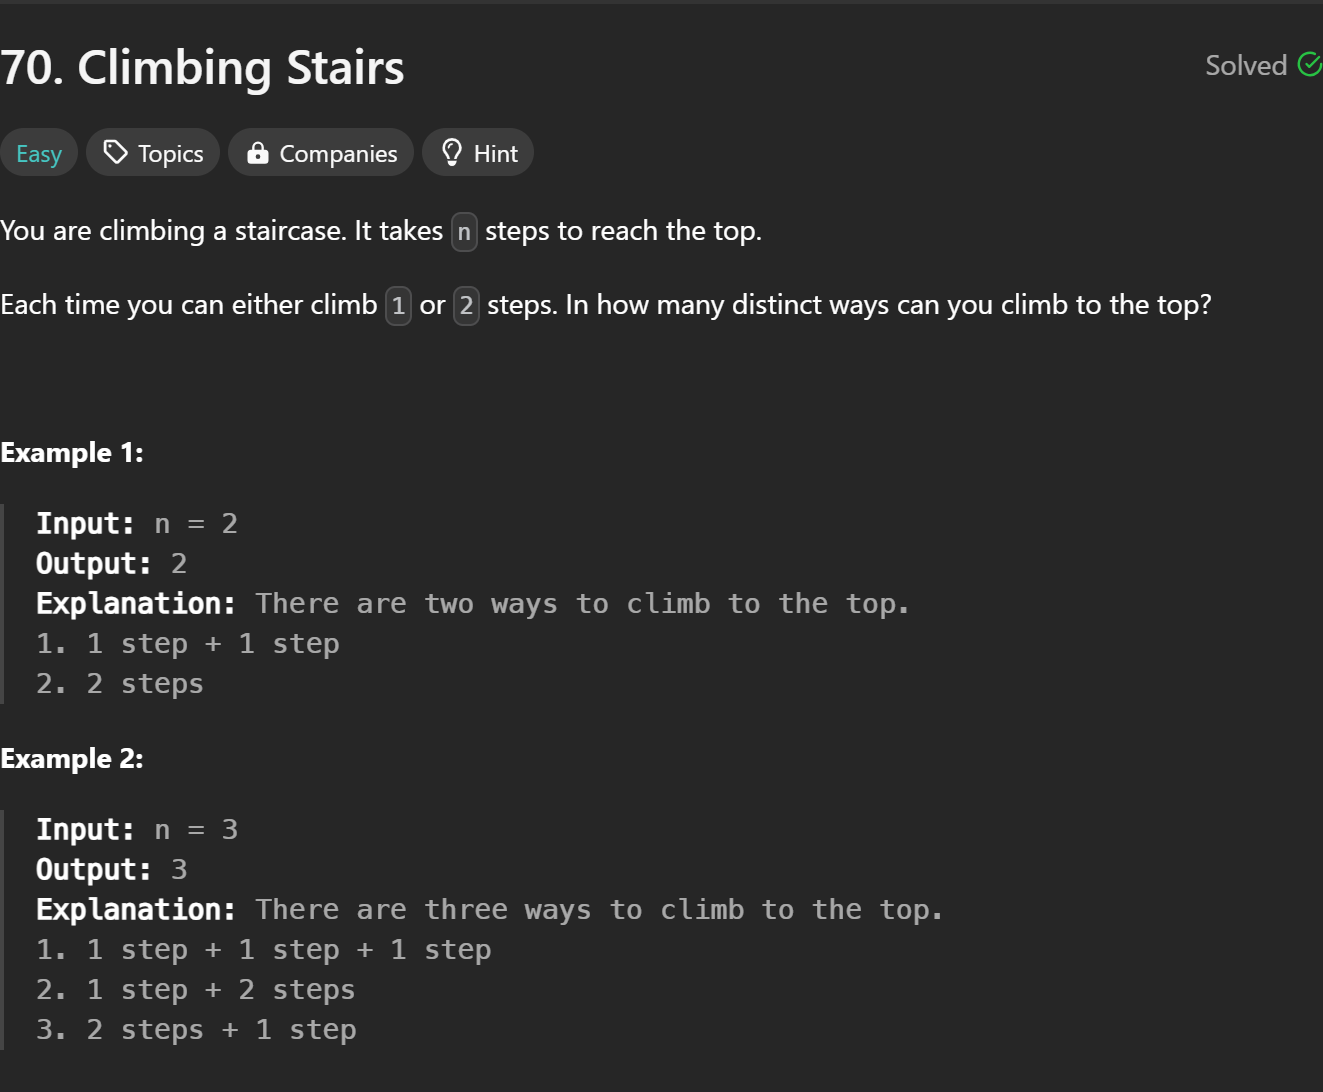 70. Climbing Stairs
Solved
Easy
Topics
Companies
Hint
You are climbing a staircase. It takes n steps to reach the top.
Each time you can either climb 1 or 2 steps. In how many distinct ways can you climb to the top?
Example 1:
Input: n = 2
Output: 2
Explanation: There are two ways to climb to the top.
1. 1 step + 1 step
2. 2 steps
Example 2:
Input: n = 3
Output: 3
Explanation: There are three ways to climb to the top.
1. 1 step + 1 step + 1 step
2. 1 step + 2 steps
3. 2 steps + 1 step